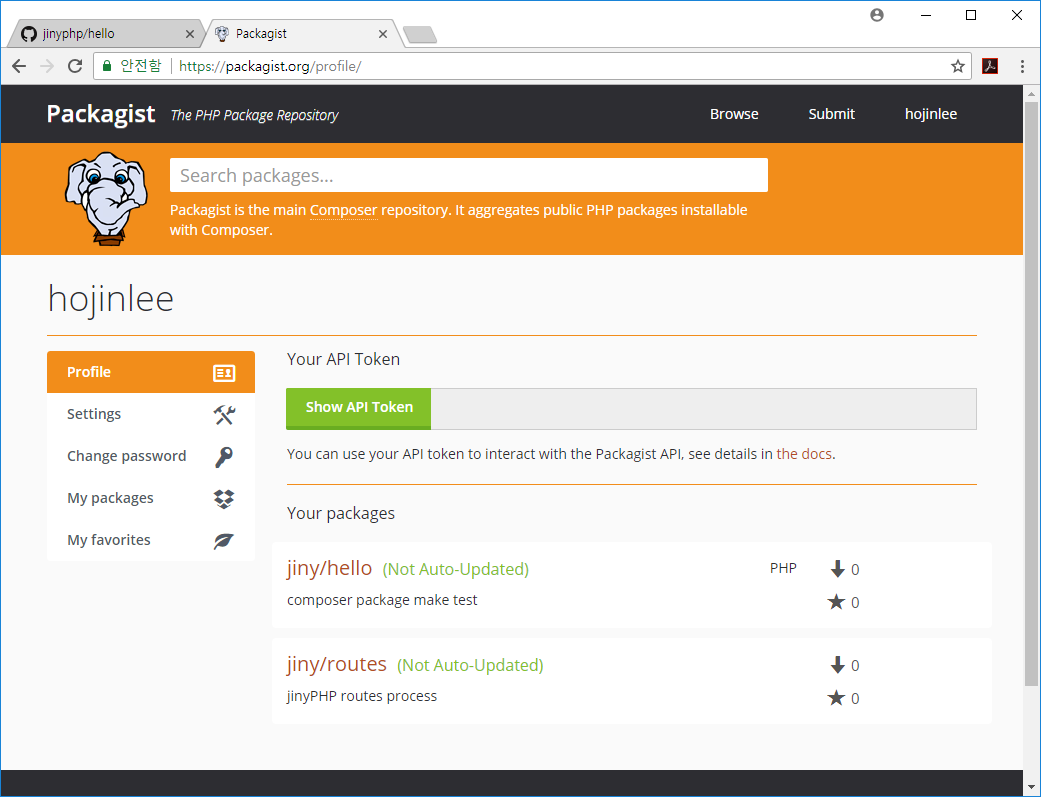 jinyphp/hello
Packagist
안전함
https://packagist.org/profile/
Packagist The PHP Package Repository
Browse
Submit
hojinlee
Search packages...
Packagist is the main Composer repository. It aggregates public PHP packages installable
with Composer.
hojinlee
Profile
Settings
Change password
My packages
My favorites
Your API Token
Show API Token
You can use your API token to interact with the Packagist API, see details in the docs.
Your packages
jiny/hello (Not Auto-Updated)
PHP
0
composer package make test
0
jiny/routes (Not Auto-Updated)
0
jinyPHP routes process
0